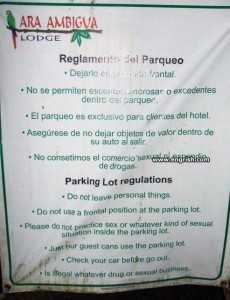 ARA AMBIGUA
LODGE
Reglamento del Parqueo
• Dejarlo en frontal.
• No se permiten escenas amorosas o excedentes
dentro del parqueo.
• El parqueo es exclusivo para clientes del hotel.
• Asegúrese de no dejar objetos de valor dentro de
su auto al salir.
• No consetimos el comercio sexual ni expendio
de drogas.
www.engrish.com
Parking Lot regulations
• Do not leave personal things.
• Do not use a frontal position at the parking lot.
• Please do not practice sex or whatever kind of sexual
situation inside the parking lot.
• Just our guest cans use the parking lot.
• Check your car before go out.
• Is illegal whatever drug or sexual business.